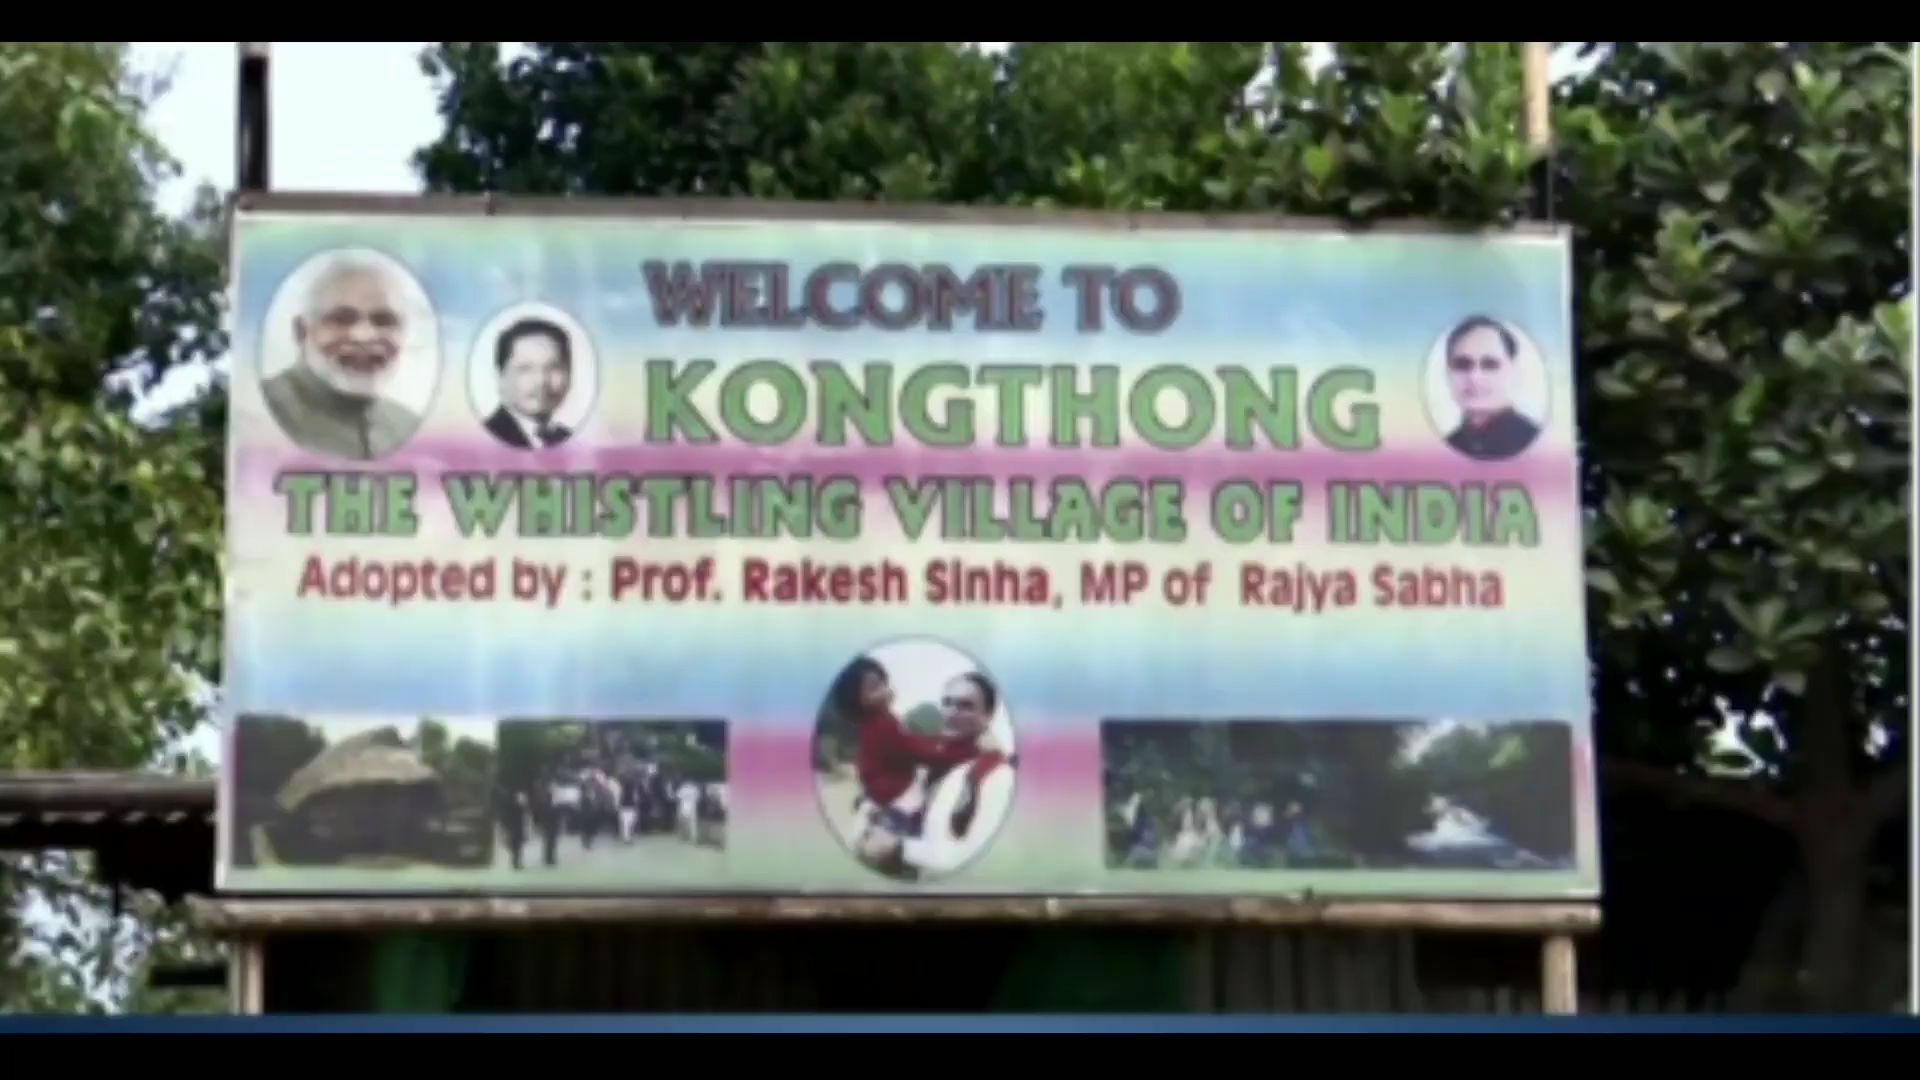 WELCOME TO
KONGTHONG
THE WHISTLING VILLAGE OF INDIA
Adopted by : Prof. Rakesh Sinha, MP of Rajya Sabha